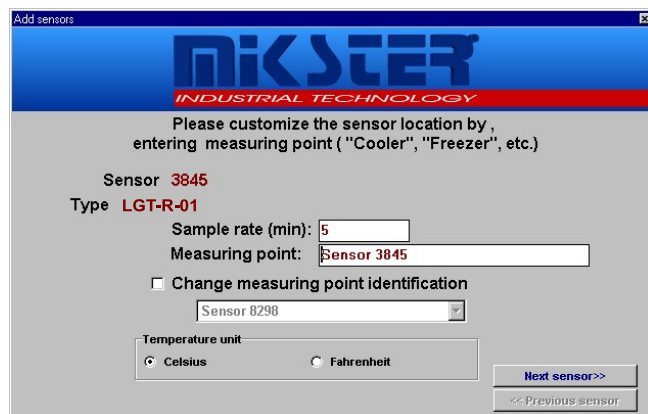 Add sensors
MIKSTER
INDUSTRIAL TECHNOLOGY
Please customize the sensor location by ,
entering measuring point ( "Cooler", "Freezer", etc.)
Sensor 3845
Type LGT-R-01
Sample rate (min): 5
Measuring point: Sensor 3845
Change measuring point identification
Sensor 8298
Temperature unit
Celsius Fahrenheit
Next sensor>>
<< Previous sensor